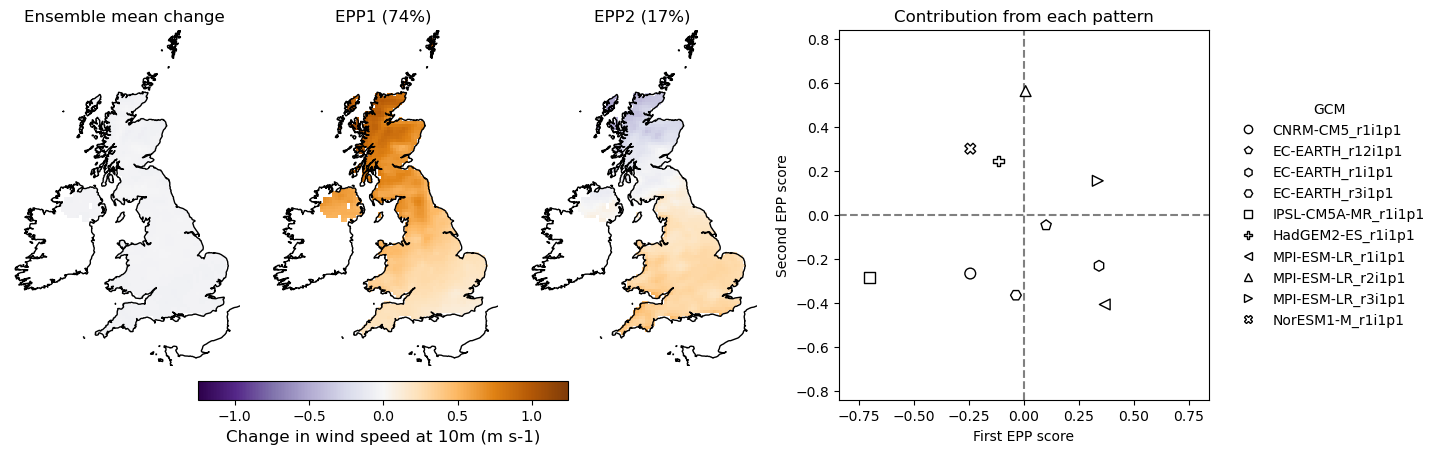 Ensemble mean change
EPP1 (74%)
EPP2 (17%)
Contribution from each pattern
−1.0 −0.5 0.0 0.5 1.0
Change in wind speed at 10m (m s-1)
Second EPP score
0.8
0.6
0.4
0.2
0.0
−0.2
−0.4
−0.6
−0.8
−0.75 −0.50 −0.25 0.00 0.25 0.50 0.75
First EPP score
GCM
CNRM-CM5_r1i1p1
EC-EARTH_r12i1p1
EC-EARTH_r1i1p1
EC-EARTH_r3i1p1
IPSL-CM5A-MR_r1i1p1
HadGEM2-ES_r1i1p1
MPI-ESM-LR_r1i1p1
MPI-ESM-LR_r2i1p1
MPI-ESM-LR_r3i1p1
NorESM1-M_r1i1p1